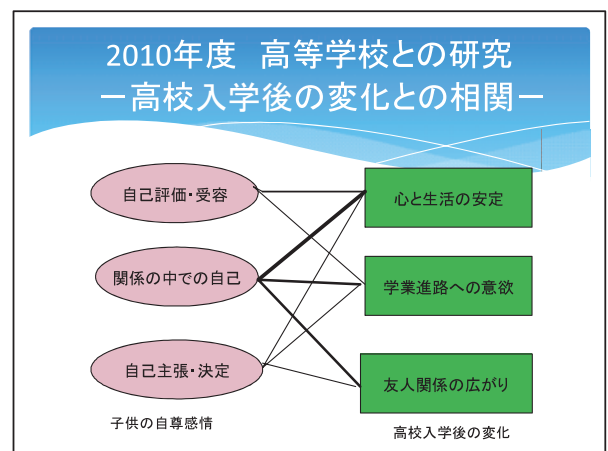 2010年度　高等学校との研究
－高校入学後の変化との相関－
自己評価・受容
心と生活の安定
関係の中での自己
学業進路への意欲
自己主張・決定
友人関係の広がり
子供の自尊感情
高校入学後の変化